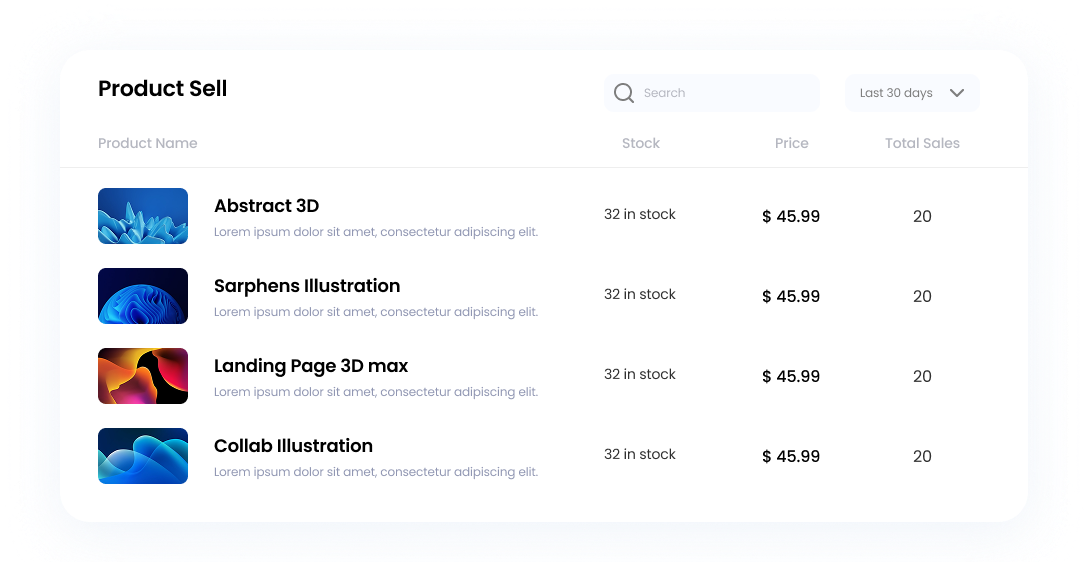 Product Sell
Search
Last 30 days
Product Name Stock Price Total Sales
Abstract 3D
Lorem ipsum dolor sit amet, consectetur adipiscing elit.
32 in stock $ 45.99 20
Sarphens Illustration
Lorem ipsum dolor sit amet, consectetur adipiscing elit.
32 in stock $ 45.99 20
Landing Page 3D max
Lorem ipsum dolor sit amet, consectetur adipiscing elit.
32 in stock $ 45.99 20
Collab Illustration
Lorem ipsum dolor sit amet, consectetur adipiscing elit.
32 in stock $ 45.99 20